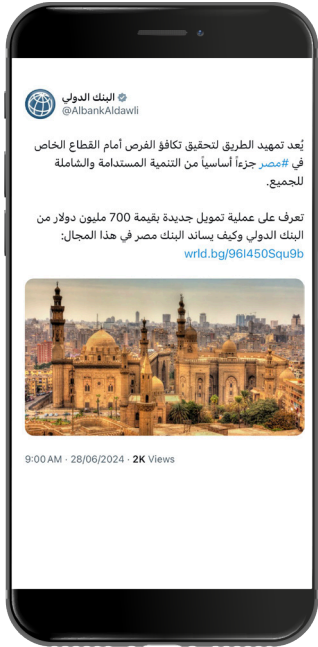 البنك الدولي
@AlbankAldawli
يُعد تمهيد الطريق لتحقيق تكافؤ الفرص أمام القطاع الخاص
في #مصر جزءاً أساسياً من التنمية المستدامة والشاملة
للجميع.
تعرف على عملية تمويل جديدة بقيمة 700 مليون دولار من
البنك الدولي وكيف يساند البنك مصر في هذا المجال:
wrld.bg/96I450Squ9b
9:00 AM · 28/06/2024 · 2K Views